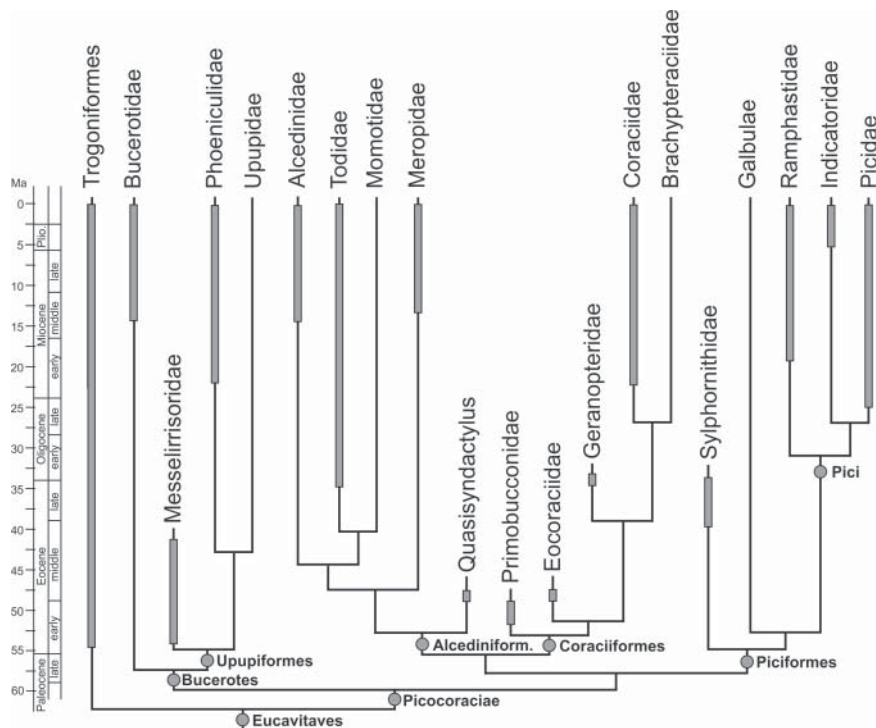 Trogoniformes
Bucerotidae
Phoeniculidae
Upupidae
Alcedinidae
Todidae
Momotidae
Meropidae
Coraciidae
Brachypteraciidae
Galbulae
Ramphastidae
Indicatoridae
Picidae
Messelirrisoridae
Quasisyndactylus
Primobucconidae
Eocoraciidae
Geranopteridae
Sylphornithidae
Ma
0
5
10
15
20
25
30
35
40
45
50
55
60
Plio.
Miocene
late
middle
early
Oligocene
late
early
Eocene
late
middle
early
Paleocene
late
Pici
Alcediniform.
Coraciiformes
Upupiformes
Piciformes
Bucerotes
Picocoraciae
Eucavitaves